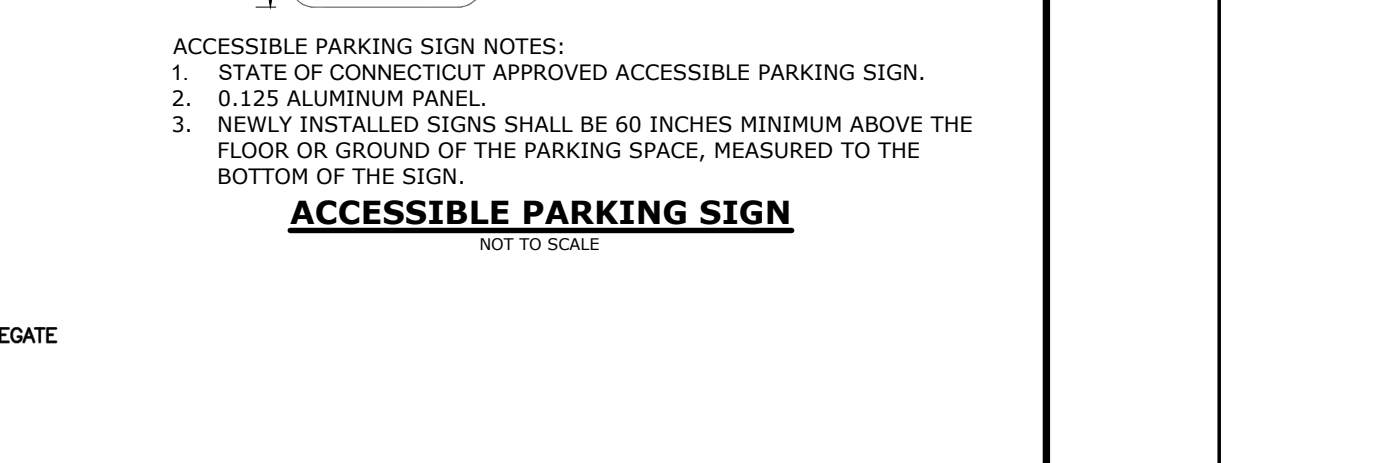 ACCESSIBLE PARKING SIGN NOTES:
1. STATE OF CONNECTICUT APPROVED ACCESSIBLE PARKING SIGN.
2. 0.125 ALUMINUM PANEL.
3. NEWLY INSTALLED SIGNS SHALL BE 60 INCHES MINIMUM ABOVE THE
FLOOR OR GROUND OF THE PARKING SPACE, MEASURED TO THE
BOTTOM OF THE SIGN.
ACCESSIBLE PARKING SIGN
NOT TO SCALE
EGATE